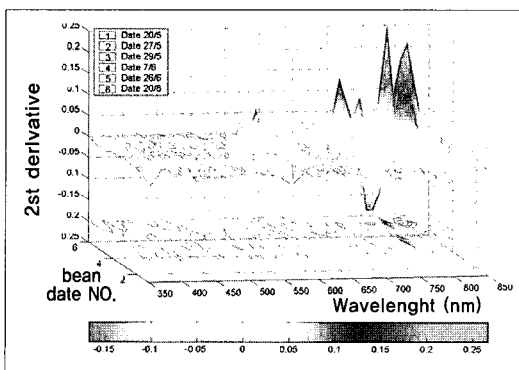 0.25
0.2
0.15
0.1
0.05
0
-0.05
-0.1
0.15
0.2
0.25
2st derivative
1 Date 20/5
2 Date 27/5
3 Date 29/5
4 Date 7/6
5 Date 26/6
6 Date 20/8
6
4
2
bean
date NO.
350 400 450 500 550 600 650 700 750 800 850
Wavelenght (nm)
-0.15 -0.1 -0.05 0 0.05 0.1 0.15 0.2 0.25